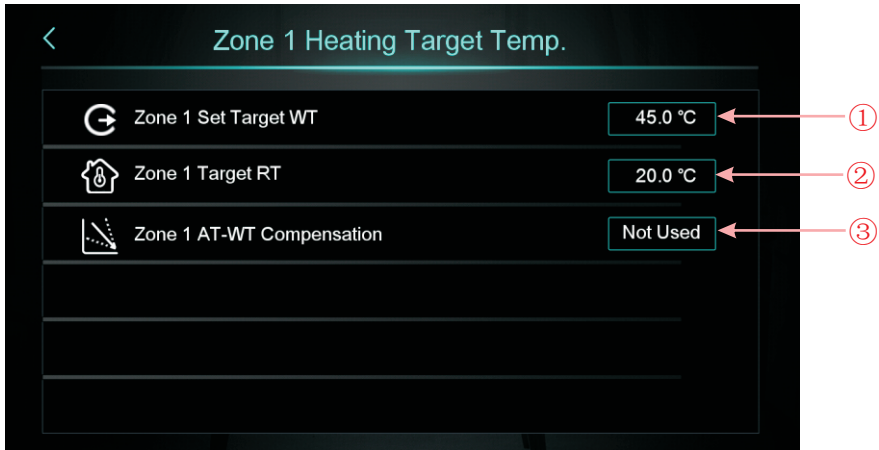 Zone 1 Heating Target Temp.
Zone 1 Set Target WT 45.0 ℃ ①
Zone 1 Target RT 20.0 ℃ ②
Zone 1 AT-WT Compensation Not Used ③